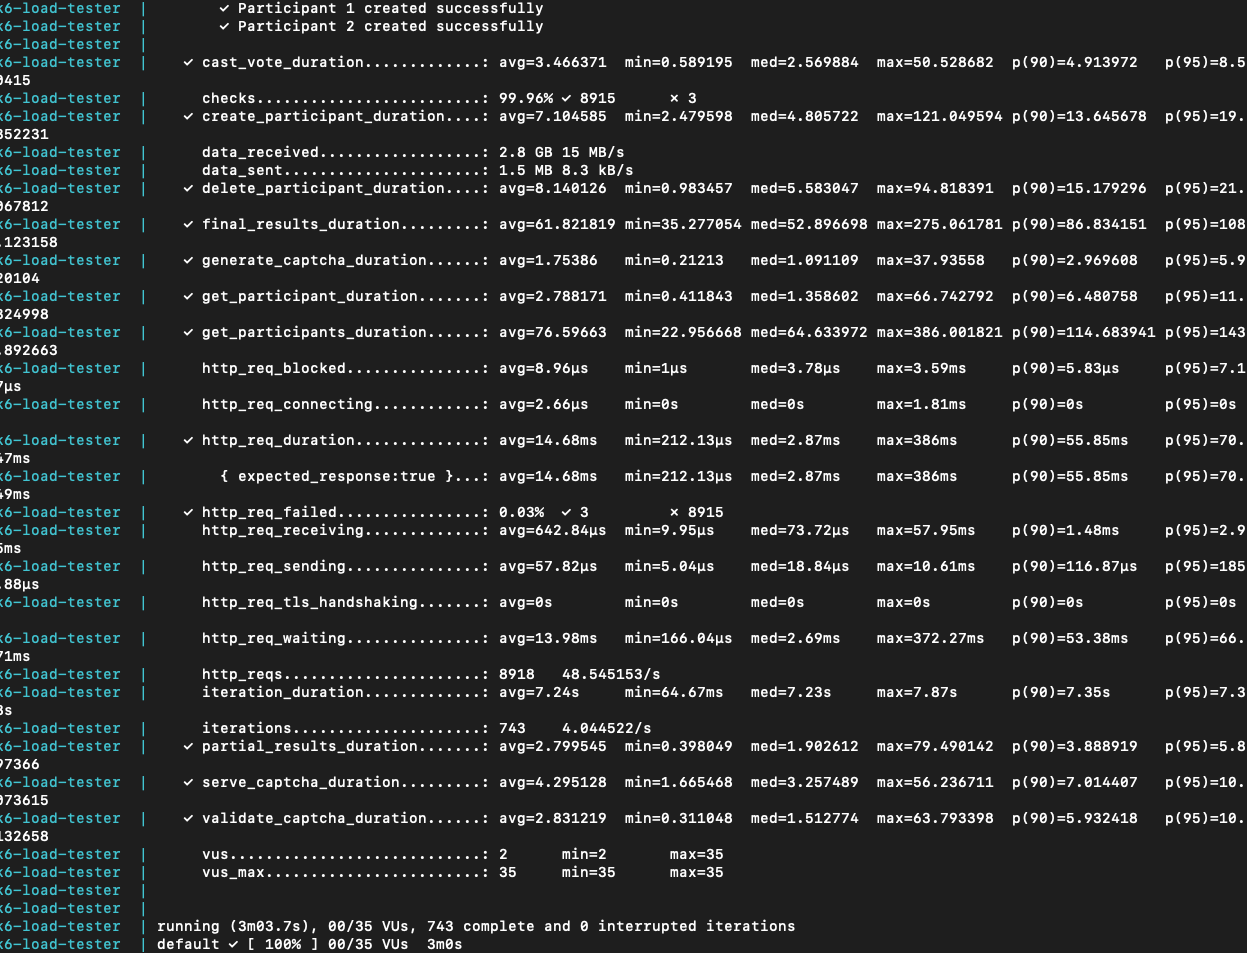 k6-load-tester | ✓ Participant 1 created successfully
k6-load-tester | ✓ Participant 2 created successfully
k6-load-tester |
k6-load-tester | ✓ cast_vote_duration.............: avg=3.466371 min=0.589195 med=2.569884 max=50.528682 p(90)=4.913972 p(95)=8.5
0415
k6-load-tester | checks.........................: 99.96% ✓ 8915 ✗ 3
k6-load-tester | ✓ create_participant_duration....: avg=7.104585 min=2.479598 med=4.805722 max=121.049594 p(90)=13.645678 p(95)=19.
352231
k6-load-tester | data_received..................: 2.8 GB 15 MB/s
k6-load-tester | data_sent......................: 1.5 MB 8.3 kB/s
k6-load-tester | ✓ delete_participant_duration....: avg=8.140126 min=0.983457 med=5.583047 max=94.818391 p(90)=15.179296 p(95)=21.
067812
k6-load-tester | ✓ final_results_duration.........: avg=61.821819 min=35.277054 med=52.896698 max=275.061781 p(90)=86.834151 p(95)=108
.123158
k6-load-tester | ✓ generate_captcha_duration......: avg=1.75386 min=0.21213 med=1.091109 max=37.93558 p(90)=2.969608 p(95)=5.9
20104
k6-load-tester | ✓ get_participant_duration.......: avg=2.788171 min=0.411843 med=1.358602 max=66.742792 p(90)=6.480758 p(95)=11.
324998
k6-load-tester | ✓ get_participants_duration......: avg=76.59663 min=22.956668 med=64.633972 max=386.001821 p(90)=114.683941 p(95)=143
.892663
k6-load-tester | http_req_blocked...............: avg=8.96µs min=1µs med=3.78µs max=3.59ms p(90)=5.83µs p(95)=7.1
7µs
k6-load-tester | http_req_connecting............: avg=2.66µs min=0s med=0s max=1.81ms p(90)=0s p(95)=0s
k6-load-tester | ✓ http_req_duration..............: avg=14.68ms min=212.13µs med=2.87ms max=386ms p(90)=55.85ms p(95)=70.
47ms
k6-load-tester | { expected_response:true }...: avg=14.68ms min=212.13µs med=2.87ms max=386ms p(90)=55.85ms p(95)=70.
49ms
k6-load-tester | ✓ http_req_failed................: 0.03% ✓ 3 ✗ 8915
k6-load-tester | http_req_receiving.............: avg=642.84µs min=9.95µs med=73.72µs max=57.95ms p(90)=1.48ms p(95)=2.9
5ms
k6-load-tester | http_req_sending...............: avg=57.82µs min=5.04µs med=18.84µs max=10.61ms p(90)=116.87µs p(95)=185
.88µs
k6-load-tester | http_req_tls_handshaking.......: avg=0s min=0s med=0s max=0s p(90)=0s p(95)=0s
k6-load-tester | http_req_waiting...............: avg=13.98ms min=166.04µs med=2.69ms max=372.27ms p(90)=53.38ms p(95)=66.
71ms
k6-load-tester | http_reqs......................: 8918 48.545153/s
k6-load-tester | iteration_duration.............: avg=7.24s min=64.67ms med=7.23s max=7.87s p(90)=7.35s p(95)=7.3
8s
k6-load-tester | iterations.....................: 743 4.044522/s
k6-load-tester | ✓ partial_results_duration.......: avg=2.799545 min=0.398049 med=1.902612 max=79.490142 p(90)=3.888919 p(95)=5.8
97366
k6-load-tester | ✓ serve_captcha_duration.........: avg=4.295128 min=1.665468 med=3.257489 max=56.236711 p(90)=7.014407 p(95)=10.
073615
k6-load-tester | ✓ validate_captcha_duration......: avg=2.831219 min=0.311048 med=1.512774 max=63.793398 p(90)=5.932418 p(95)=10.
132658
k6-load-tester | vus............................: 2 min=2 max=35
k6-load-tester | vus_max........................: 35 min=35 max=35
k6-load-tester |
k6-load-tester |
k6-load-tester | running (3m03.7s), 00/35 VUs, 743 complete and 0 interrupted iterations
k6-load-tester | default ✓ [ 100% ] 00/35 VUs 3m0s